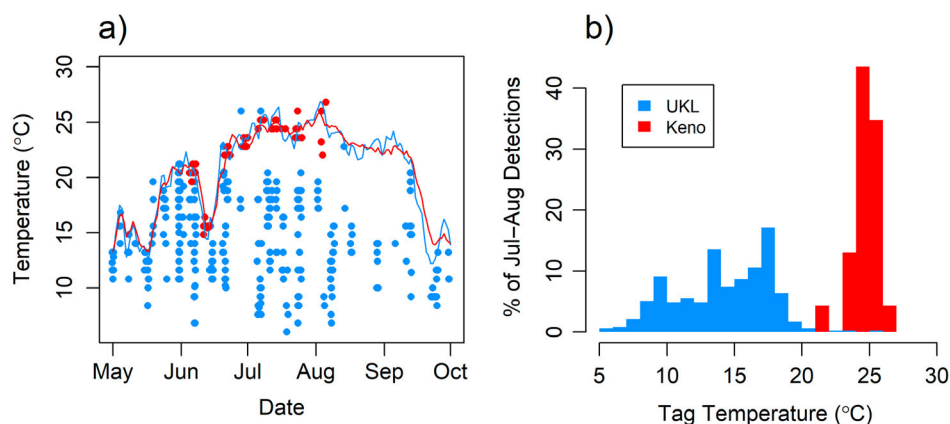 a)
Temperature (°C)
30
25
20
15
10
May Jun Jul Aug Sep Oct
Date
b)
% of Jul-Aug Detections
40
30
20
10
0
UKL
Keno
5 10 15 20 25 30
Tag Temperature (°C)